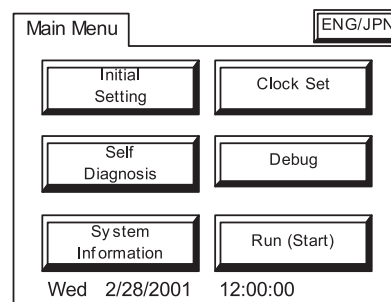 Main Menu
ENG/JPN
Initial
Setting
Clock Set
Self
Diagnosis
Debug
System
Information
Run (Start)
Wed 2/28/2001 12:00:00